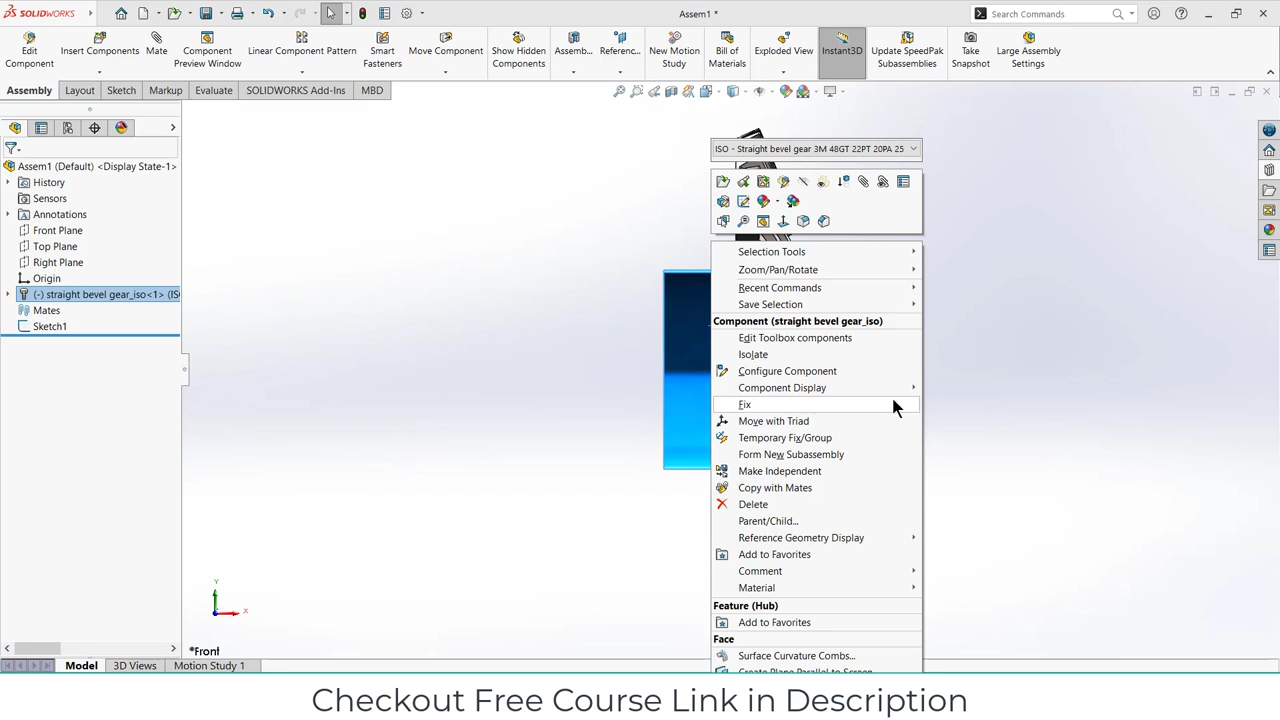 SOLIDWORKS
Assem1 *
Search Commands
Edit Component
Insert Components
Mate
Component Preview Window
Linear Component Pattern
Smart Fasteners
Move Component
Show Hidden Components
Assemb...
Referenc...
New Motion Study
Bill of Materials
Exploded View
Instant3D
Update SpeedPak Subassemblies
Take Snapshot
Large Assembly Settings
Assembly
Layout
Sketch
Markup
Evaluate
SOLIDWORKS Add-Ins
MBD
Assem1 (Default) <Display State-1>
History
Sensors
Annotations
Front Plane
Top Plane
Right Plane
Origin
(-) straight bevel gear_iso<1> (IS
Mates
Sketch1
ISO - Straight bevel gear 3M 48GT 22PT 20PA 25
Selection Tools
Zoom/Pan/Rotate
Recent Commands
Save Selection
Component (straight bevel gear_iso)
Edit Toolbox components
Isolate
Configure Component
Component Display
Fix
Move with Triad
Temporary Fix/Group
Form New Subassembly
Make Independent
Copy with Mates
Delete
Parent/Child...
Reference Geometry Display
Add to Favorites
Comment
Material
Feature (Hub)
Add to Favorites
Face
Surface Curvature Combs...
Create Plane Parallel to Screen
Y
X
*Front
Model
3D Views
Motion Study 1
Checkout Free Course Link in Description